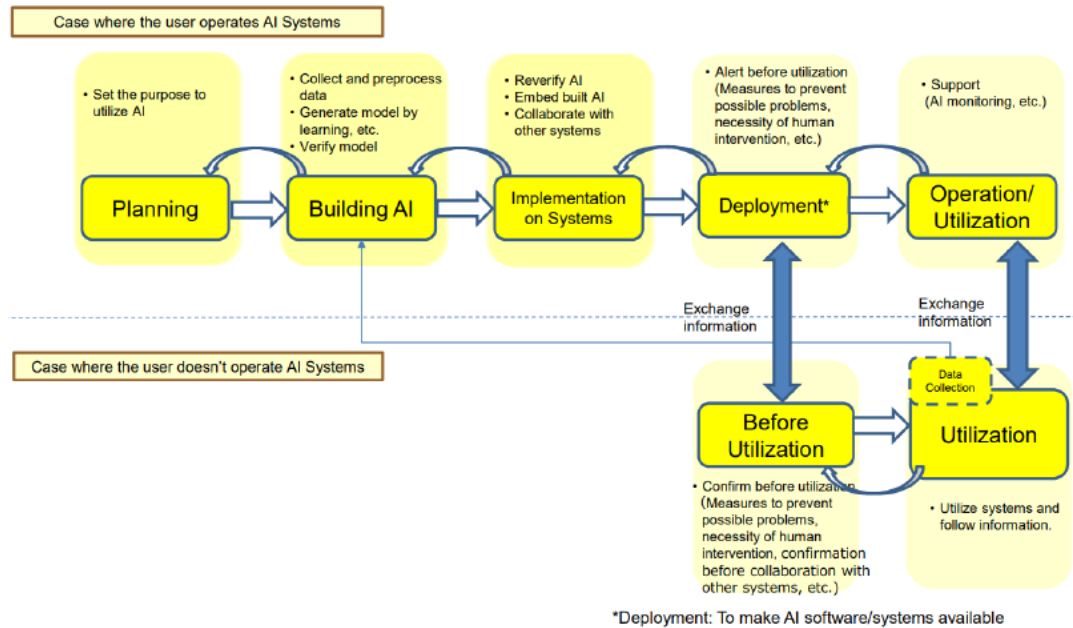 Case where the user operates AI Systems
• Set the purpose to
utilize AI
• Collect and preprocess
data
• Generate model by
learning, etc.
• Verify model
• Reverify AI
• Embed built AI
• Collaborate with
other systems
• Alert before utilization
(Measures to prevent
possible problems,
necessity of human
intervention, etc.)
• Support
(AI monitoring, etc.)
Planning
Building AI
Implementation
on Systems
Deployment*
Operation/
Utilization
Exchange
information
Exchange
information
Case where the user doesn't operate AI Systems
Data
Collection
Before
Utilization
Utilization
• Confirm before utilization
(Measures to prevent
possible problems,
necessity of human
intervention, confirmation
before collaboration with
other systems, etc.)
• Utilize systems and
follow information.
*Deployment: To make AI software/systems available